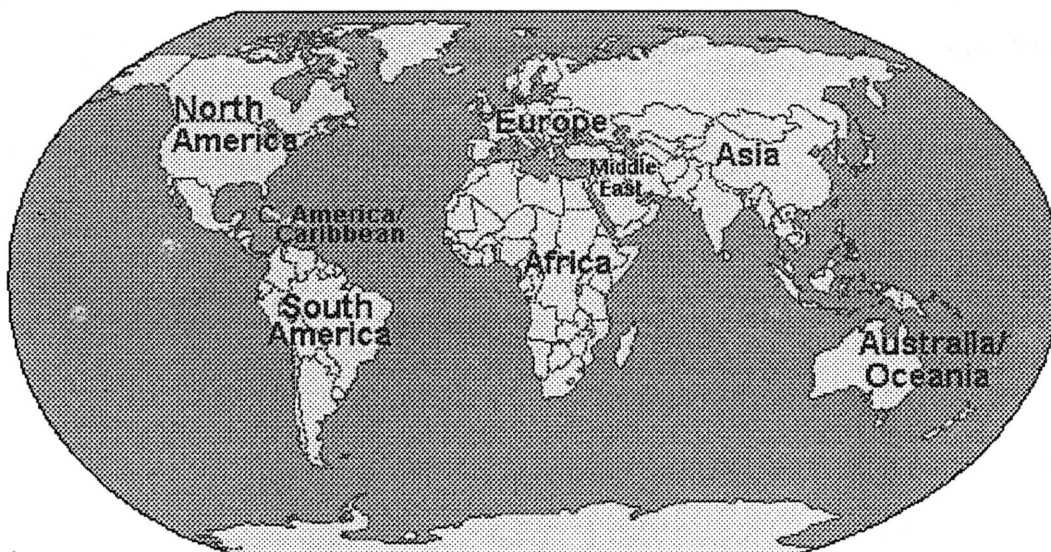 North
America
Europe
Asia
Middle
East
America/
Caribbean
Africa
South
America
Australia/
Oceania